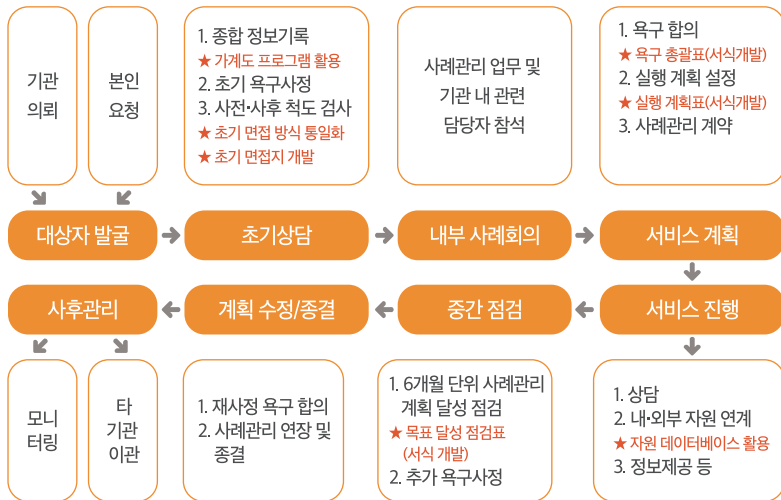 기관
의뢰
본인
요청
1. 종합 정보기록
★ 가계도 프로그램 활용
2. 초기 욕구사정
3. 사전·사후 척도 검사
★ 초기 면접 방식 통일화
★ 초기 면접지 개발
사례관리 업무 및
기관 내 관련
담당자 참석
1. 욕구 합의
★ 욕구 총괄표(서식개발)
2. 실행 계획 설정
★ 실행 계획표(서식개발)
3. 사례관리 계약
대상자 발굴
초기상담
내부 사례회의
서비스 계획
사후관리
계획 수정/종결
중간 점검
서비스 진행
모니
터링
타
기관
이관
1. 재사정 욕구 합의
2. 사례관리 연장 및
종결
1. 6개월 단위 사례관리
계획 달성 점검
★ 목표 달성 점검표
(서식 개발)
2. 추가 욕구사정
1. 상담
2. 내·외부 자원 연계
★ 자원 데이터베이스 활용
3. 정보제공 등